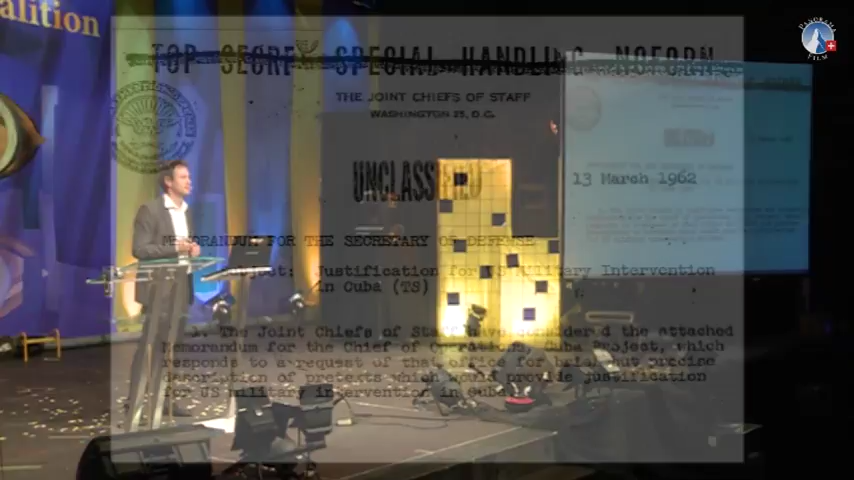 alition
PANORAMA
FILM
TOP SECRET SPECIAL HANDLING NOFORN
THE JOINT CHIEFS OF STAFF
WASHINGTON 25, D.C.
UNCLASSIFIED
13 March 1962
MEMORANDUM FOR THE SECRETARY OF DEFENSE
Subject: Justification for US Military Intervention
in Cuba (TS)
1. The Joint Chiefs of Staff have considered the attached
Memorandum for the Chief of Operations, Cuba Project, which
responds to a request of that office for brief but precise
description of pretexts which would provide justification
for US military intervention in Cuba.